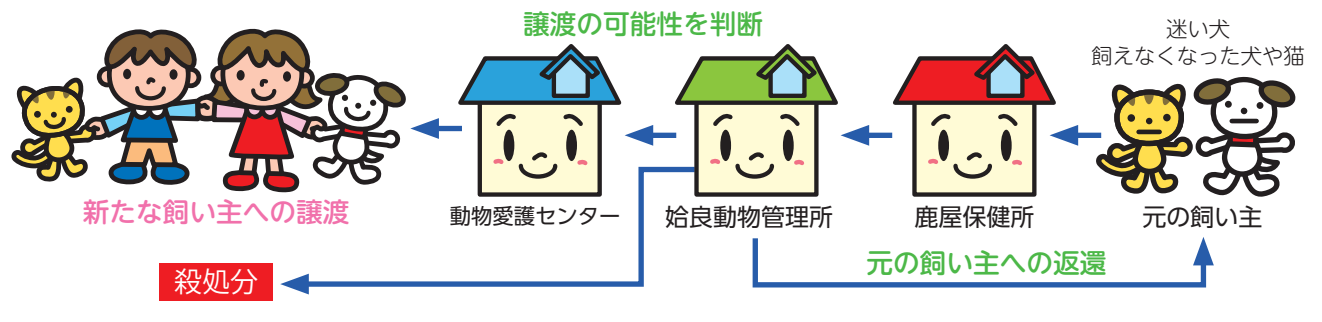 譲渡の可能性を判断
迷い犬
飼えなくなった犬や猫
新たな飼い主への譲渡
動物愛護センター
姶良動物管理所
鹿屋保健所
元の飼い主
元の飼い主への返還
殺処分